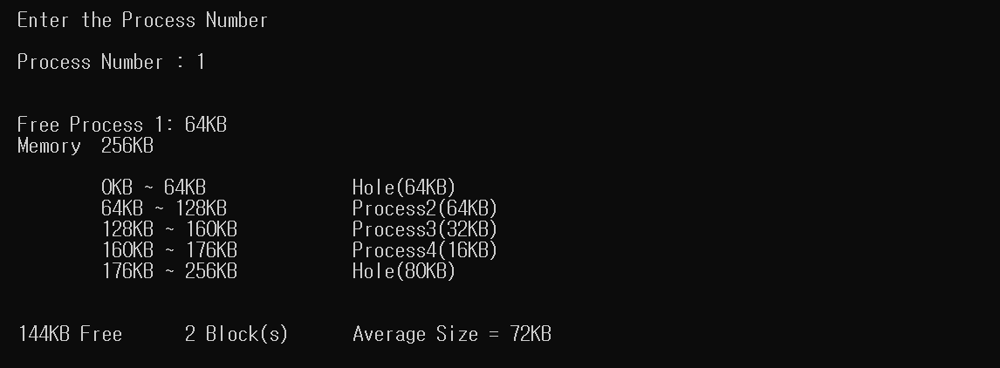 Enter the Process Number
Process Number : 1
Free Process 1: 64KB
Memory  256KB
0KB ~ 64KB Hole(64KB)
64KB ~ 128KB Process2(64KB)
128KB ~ 160KB Process3(32KB)
160KB ~ 176KB Process4(16KB)
176KB ~ 256KB Hole(80KB)
144KB Free 2 Block(s) Average Size = 72KB